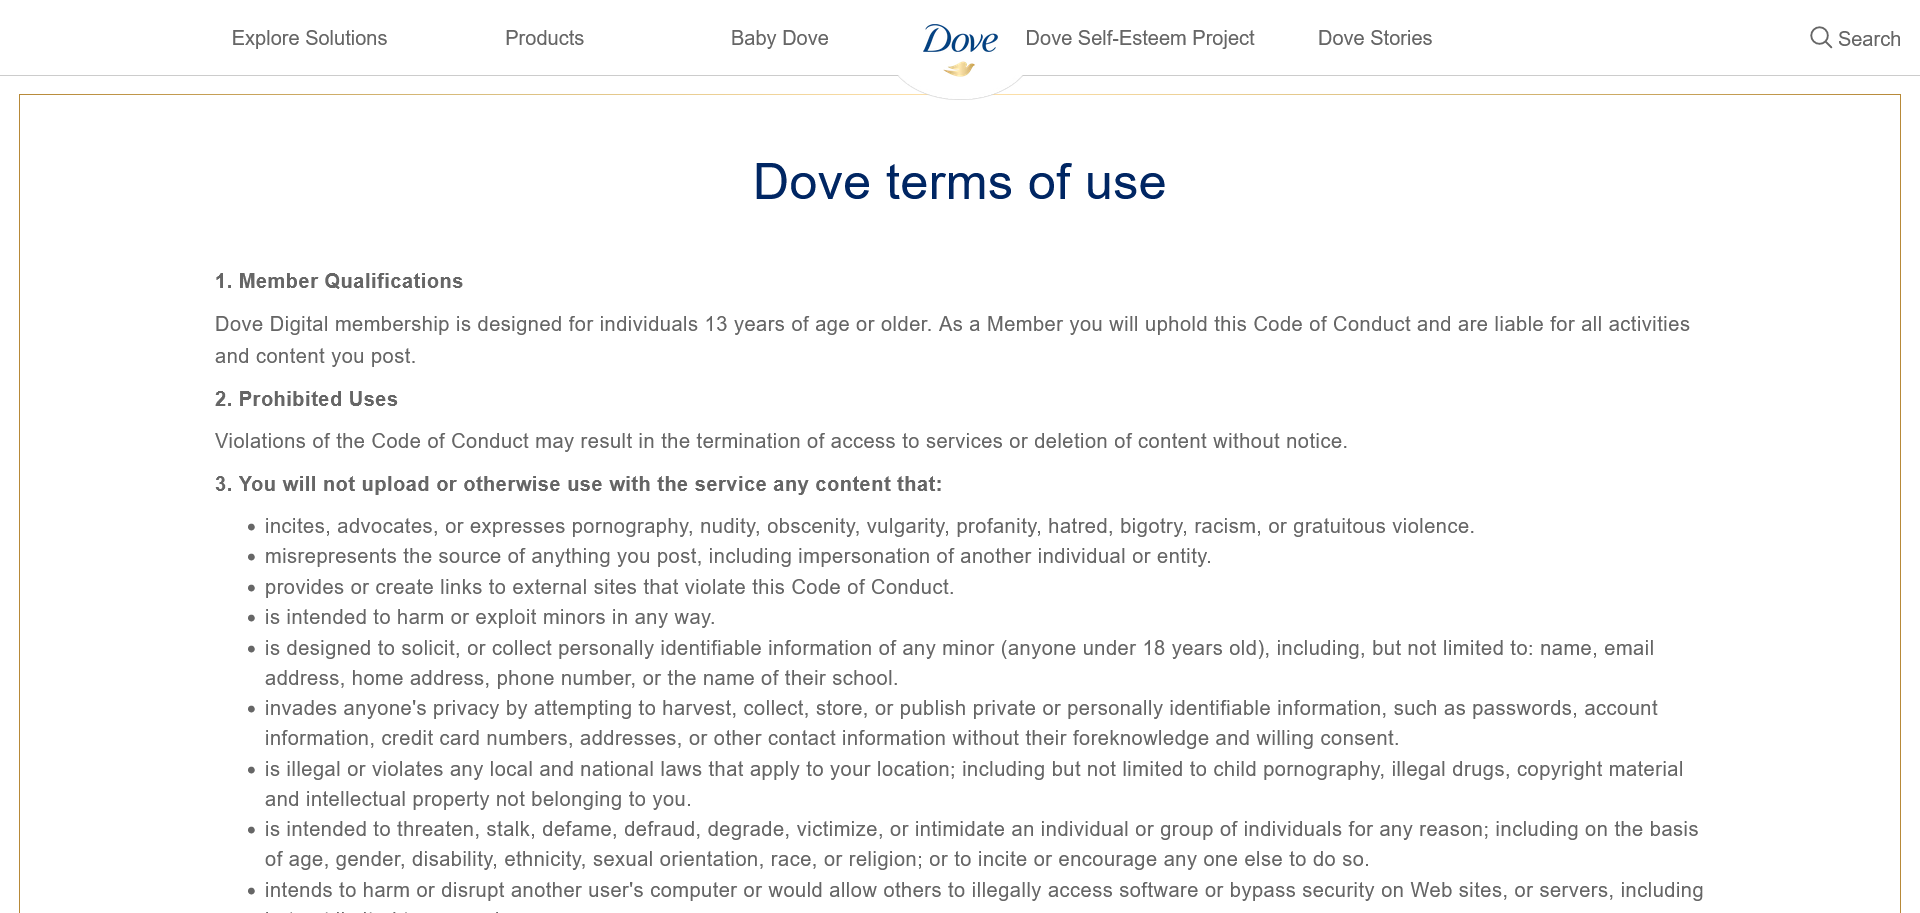 Explore Solutions
Products
Baby Dove
Dove
Dove Self-Esteem Project
Dove Stories
Search
Dove terms of use
1. Member Qualifications
Dove Digital membership is designed for individuals 13 years of age or older. As a Member you will uphold this Code of Conduct and are liable for all activities
and content you post.
2. Prohibited Uses
Violations of the Code of Conduct may result in the termination of access to services or deletion of content without notice.
3. You will not upload or otherwise use with the service any content that:
• incites, advocates, or expresses pornography, nudity, obscenity, vulgarity, profanity, hatred, bigotry, racism, or gratuitous violence.
• misrepresents the source of anything you post, including impersonation of another individual or entity.
• provides or create links to external sites that violate this Code of Conduct.
• is intended to harm or exploit minors in any way.
• is designed to solicit, or collect personally identifiable information of any minor (anyone under 18 years old), including, but not limited to: name, email
address, home address, phone number, or the name of their school.
• invades anyone's privacy by attempting to harvest, collect, store, or publish private or personally identifiable information, such as passwords, account
information, credit card numbers, addresses, or other contact information without their foreknowledge and willing consent.
• is illegal or violates any local and national laws that apply to your location; including but not limited to child pornography, illegal drugs, copyright material
and intellectual property not belonging to you.
• is intended to threaten, stalk, defame, defraud, degrade, victimize, or intimidate an individual or group of individuals for any reason; including on the basis
of age, gender, disability, ethnicity, sexual orientation, race, or religion; or to incite or encourage any one else to do so.
• intends to harm or disrupt another user's computer or would allow others to illegally access software or bypass security on Web sites, or servers, including